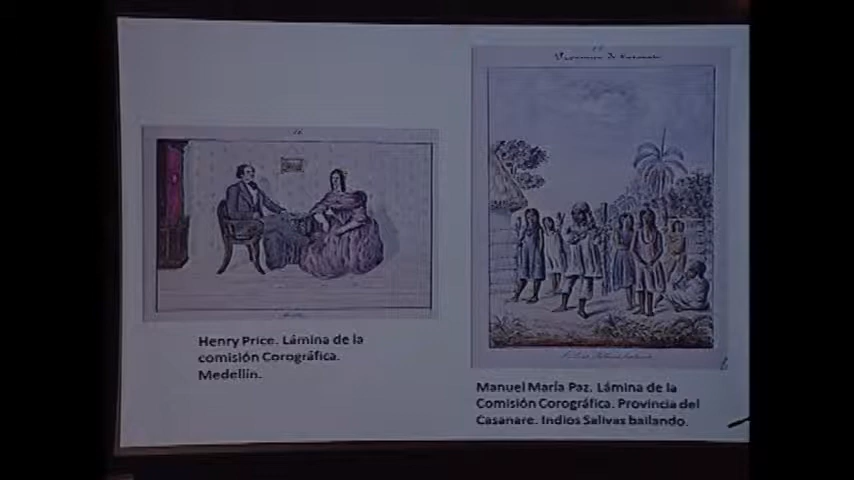 Henry Price. Lámina de la
comisión Corográfica.
Medellín.
Manuel María Paz. Lámina de la
Comisión Corográfica. Provincia del
Casanare. Indios Salivas bailando.